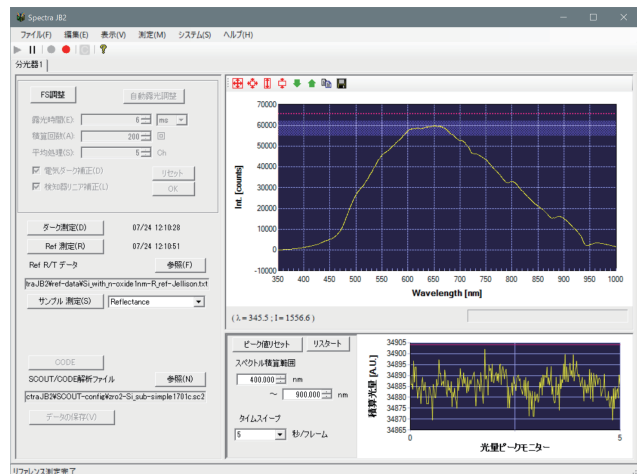 Spectra JB2
ファイル(F) 編集(E) 表示(V) 測定(M) システム(S) ヘルプ(H)
分光器1
FS調整 自動露光調整
露光時間(E): 6 ms
積算回数(A): 200 回
平均処理(S): 5 Ch
電気ダーク補正(D) リセット
検知器リニア補正(L) OK
ダーク測定(D) 07/24 12:10:28
Ref 測定(R) 07/24 12:10:51
Ref R/T データ 参照(F)
traJB2¥ref-data¥Si_with_n-oxide1nm-R_ref-Jellison.txt
サンプル 測定(S) Reflectance
CODE
SCOUT/CODE解析ファイル 参照(N)
ctraJB2¥SCOUT-config¥zro2-Si_sub-simple1701c.sc2
データの保存(V)
リファレンス測定完了
Int. [counts]
70000
60000
50000
40000
30000
20000
10000
0
-10000
350 400 450 500 550 600 650 700 750 800 850 900 950 1000
Wavelength [nm]
(λ=345.5 ; I=1556.6)
ピーク値リセット リスタート
スペクトル積算範囲
400.000 nm
～ 900.000 nm
タイムスイープ
5 秒/フレーム
積算光量 [A.U.]
34905
34900
34895
34890
34885
34880
34875
34870
34865
0 5
光量ピークモニター